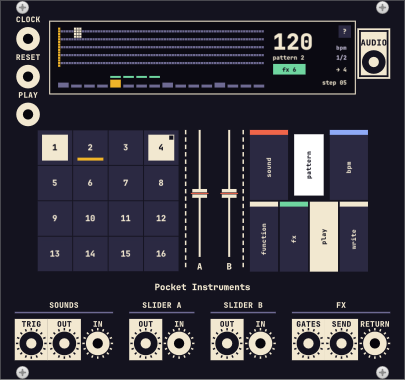 CLOCK
RESET
PLAY
120
bpm
?
pattern 2
1/2
fx 6
+ 4
step 05
AUDIO
1 2 3 4
5 6 7 8
9 10 11 12
13 14 15 16
A B
sound
pattern
bpm
function
fx
play
write
Pocket Instruments
SOUNDS
SLIDER A
SLIDER B
FX
TRIG OUT IN
OUT IN
OUT IN
GATES SEND RETURN